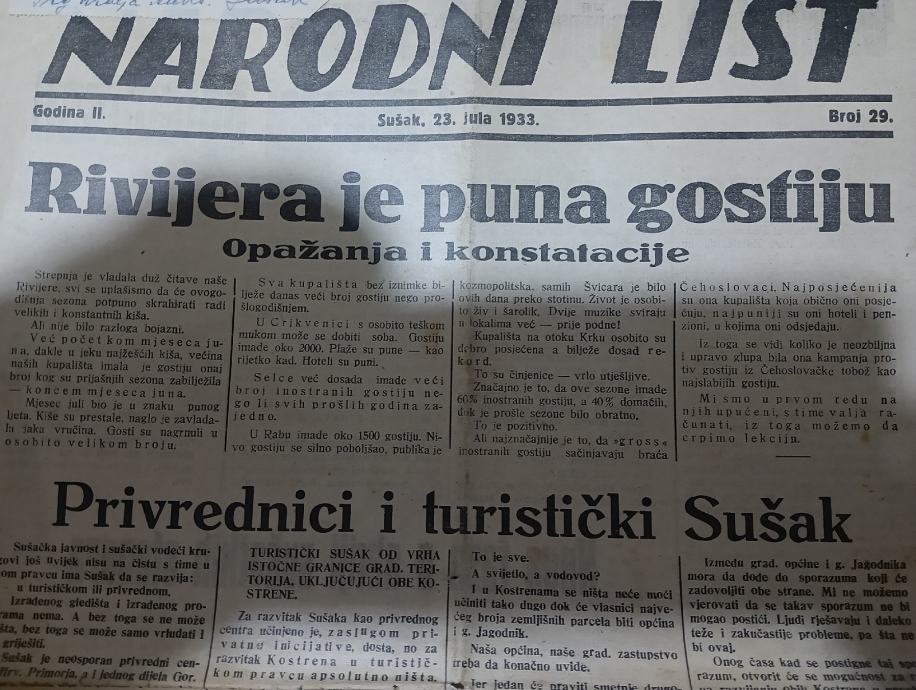 NARODNI LIST
Godina II.
Sušak, 23. jula 1933.
Broj 29.
Rivijera je puna gostiju
Opažanja i konstatacije
Strepnja je vladala duž čitave naše
Rivijere, svi se uplašismo da će ovogo-
dišnja sezona potpuno skrahirati radi
velikih i konstantnih kiša.
Ali nije bilo razloga bojazni.
Već početkom mjeseca ju-
na, dakle u jeku najžešćih kiša, većina
naših kupališta imala je gostiju onaj
broj kog su prijašnjih sezona zabilježila
— koncem mjeseca juna.
Mjesec juli bio je u znaku punog
ljeta. Kiše su prestale, naglo je zavlada-
la jaka vrućina. Gosti su nagrnuli u
osobito velikom broju.
Sva kupališta bez iznimke bi-
lježe danas veći broj gostiju nego pro-
šlogodišnjem.
U Crikvenici s osobito teškom
mukom može se dobiti soba. Gostiju
imade oko 2000. Plaže su pune — kao
rijetko kad. Hoteli su puni.
Selce već dosada imade veći
broj inostranih gostiju ne-
go li svih prošlih godina za-
jedno.
U Rabu imade oko 1500 gostiju. Ni-
vo gostiju se silno poboljšao, publika je
kozmopolitska, samih Švicara je bilo
ovih dana preko stotinu. Život je osobi-
to živ i šarolik. Dvije muzike sviraju
u lokalima već — prije podne!
Kupališta na otoku Krku osobito su
dobro posjećena a bilježe dosad re-
kord.
To su činjenice — vrlo utješljive.
Značajno je to, da ove sezone imade
60% inostranih gostiju, a 40% domaćih,
dok je prošle sezone bilo obratno.
To je pozitivno.
Ali najznačajnije je to, da »gross«
inostranih gostiju sačinjavaju braća
Čehoslovaci. Najposjećenija
su ona kupališta koja obično oni posje-
ćuju, najpuniji su oni hoteli i pen-
zioni, u kojima oni odsjedaju.
Iz toga se vidi koliko je neozbiljna
i upravo glupa bila ona kampanja pro-
tiv gostiju iz Čehoslovačke tobož kao
najslabijih gostiju.
Mi smo u prvom redu na
njih upućeni, s time valja ra-
čunati, iz toga možemo da
crpimo lekciju.
Privrednici i turistički Sušak
Sušačka javnost i sušački vodeći kru-
govi još uvijek nisu na čistu s time u
kom pravcu ima Sušak da se razvija:
u turističkom ili privrednom.
Izrađenog gledišta i izrađenog pro-
grama nema. A bez toga se ne može
šta, bez toga se može samo vrludati i
griješiti.
Sušak je neosporan privredni cen-
Hrv. Primorja, a i jednog dijela Gor.
TURISTIČKI SUŠAK OD VRHA
ISTOČNE GRANICE GRAD. TERI-
TORIJA, UKLJUČUJUĆI OBE KO-
STRENE.
Za razvitak Sušaka kao privrednog
centra učinjeno je, zaslugom pri-
vatne inicijative, dosta, no za
razvitak Kostrena u turistič-
kom pravcu apsolutno ništa.
To je sve.
A svijetlo, a vodovod?
I u Kostrenama se ništa neće moći
učiniti tako dugo dok će vlasnici najve-
ćeg broja zemljišnih parcela biti općina
i g. Jagodnik.
Naša općina, naše grad. zastupstvo
treba da konačno uvide.
Jer jedan će praviti smetnje drugo-
Između grad. općine i g. Jagodnika
mora da dođe do sporazuma koji će
zadovoljiti obe strane. Mi ne možemo
vjerovati da se takav sporazum ne bi
mogao postići. Ljudi rješavaju i daleko
teže i zakučastije probleme, pa šta ne
bi ovaj.
Onog časa kad se postigne taj spo-
razum, otvorit će se mogućnost za